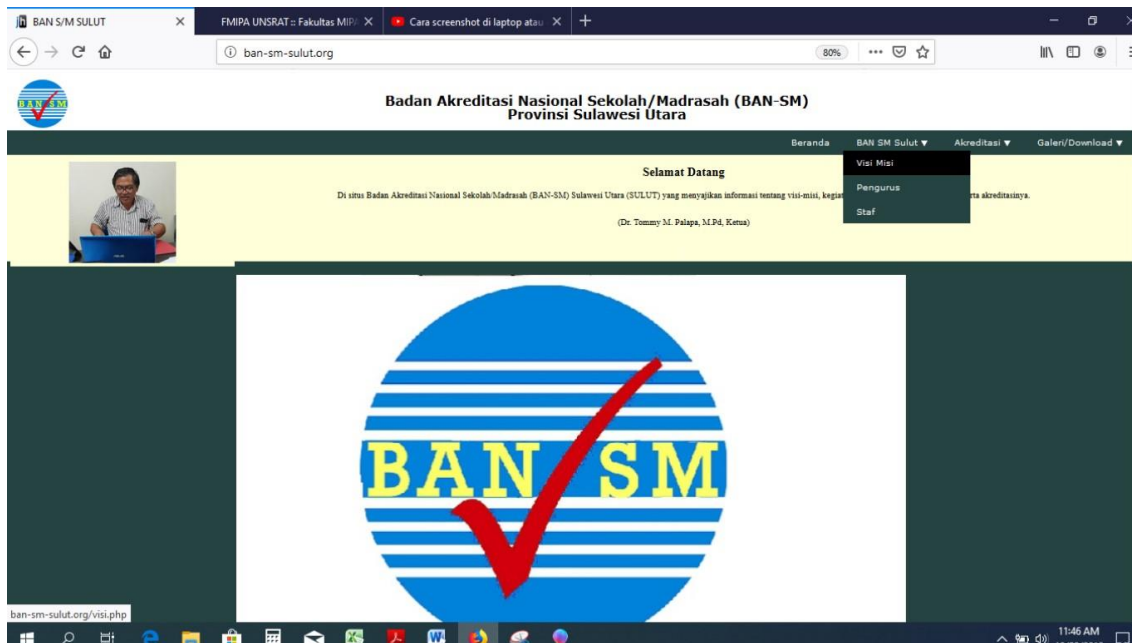 BAN S/M SULUT
FMIPA UNSRAT :: Fakultas MIPA
Cara screenshot di laptop atau
ban-sm-sulut.org
80%
BAN SM
Badan Akreditasi Nasional Sekolah/Madrasah (BAN-SM)
Provinsi Sulawesi Utara
Beranda BAN SM Sulut ▼ Akreditasi ▼ Galeri/Download ▼
Visi Misi
Pengurus
Staf
Selamat Datang
Di situs Badan Akreditasi Nasional Sekolah/Madrasah (BAN-SM) Sulawesi Utara (SULUT) yang menyajikan informasi tentang visi-misi, akreditasinya.
(Dr. Tommy M. Palapa, M.Pd, Ketua)
BAN SM
ban-sm-sulut.org/visi.php
11:46 AM